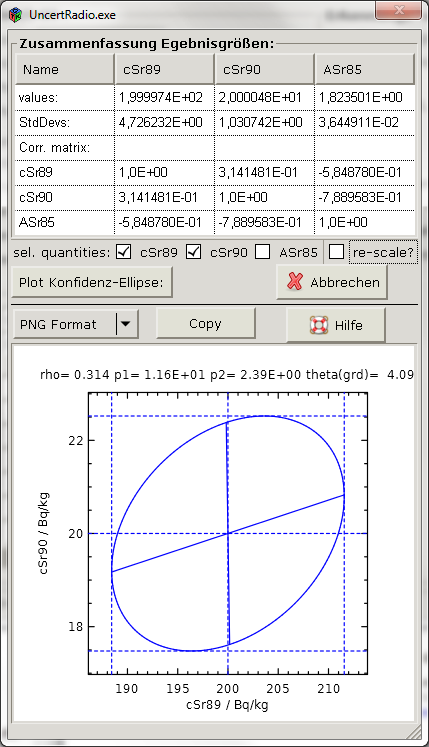 UncertRadio.exe
Zusammenfassung Egebnisgrößen:
Name cSr89 cSr90 ASr85
values: 1,999974E+02 2,000048E+01 1,823501E+00
StdDevs: 4,726232E+00 1,030742E+00 3,644911E-02
Corr. matrix:
cSr89 1,0E+00 3,141481E-01 -5,848780E-01
cSr90 3,141481E-01 1,0E+00 -7,889583E-01
ASr85 -5,848780E-01 -7,889583E-01 1,0E+00
sel. quantities: cSr89 cSr90 ASr85 re-scale?
Plot Konfidenz-Ellipse: Abbrechen
PNG Format Copy Hilfe
rho= 0.314 p1= 1.16E+01 p2= 2.39E+00 theta(grd)= 4.09
22
20
18
cSr90 / Bq/kg
190 195 200 205 210
cSr89 / Bq/kg